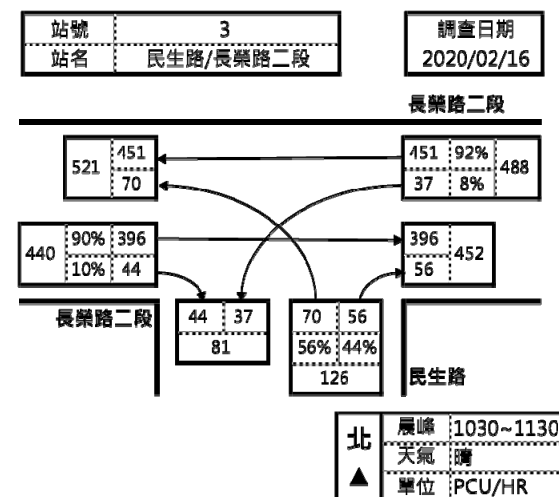 站號 3
站名 民生路/長榮路二段
調查日期
2020/02/16
長榮路二段
521 451
70
451 92% 488
37 8%
440 90% 396
10% 44
396 452
56
長榮路二段
44 37
81
70 56
56% 44%
126
民生路
北
▲
晨峰 1030~1130
天氣 晴
單位 PCU/HR